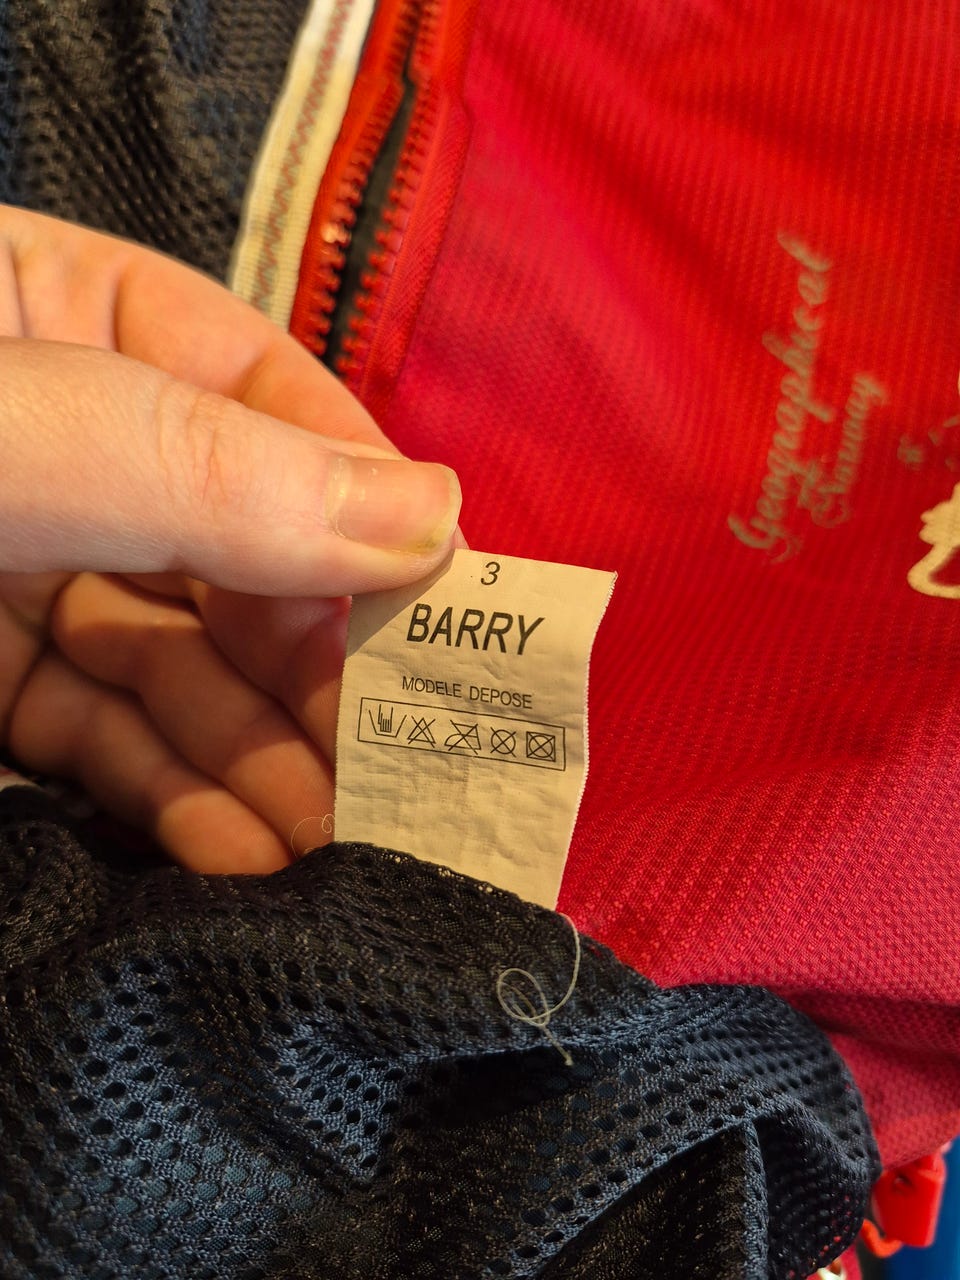 3
BARRY
MODELE DEPOSE
Geographical
Norway